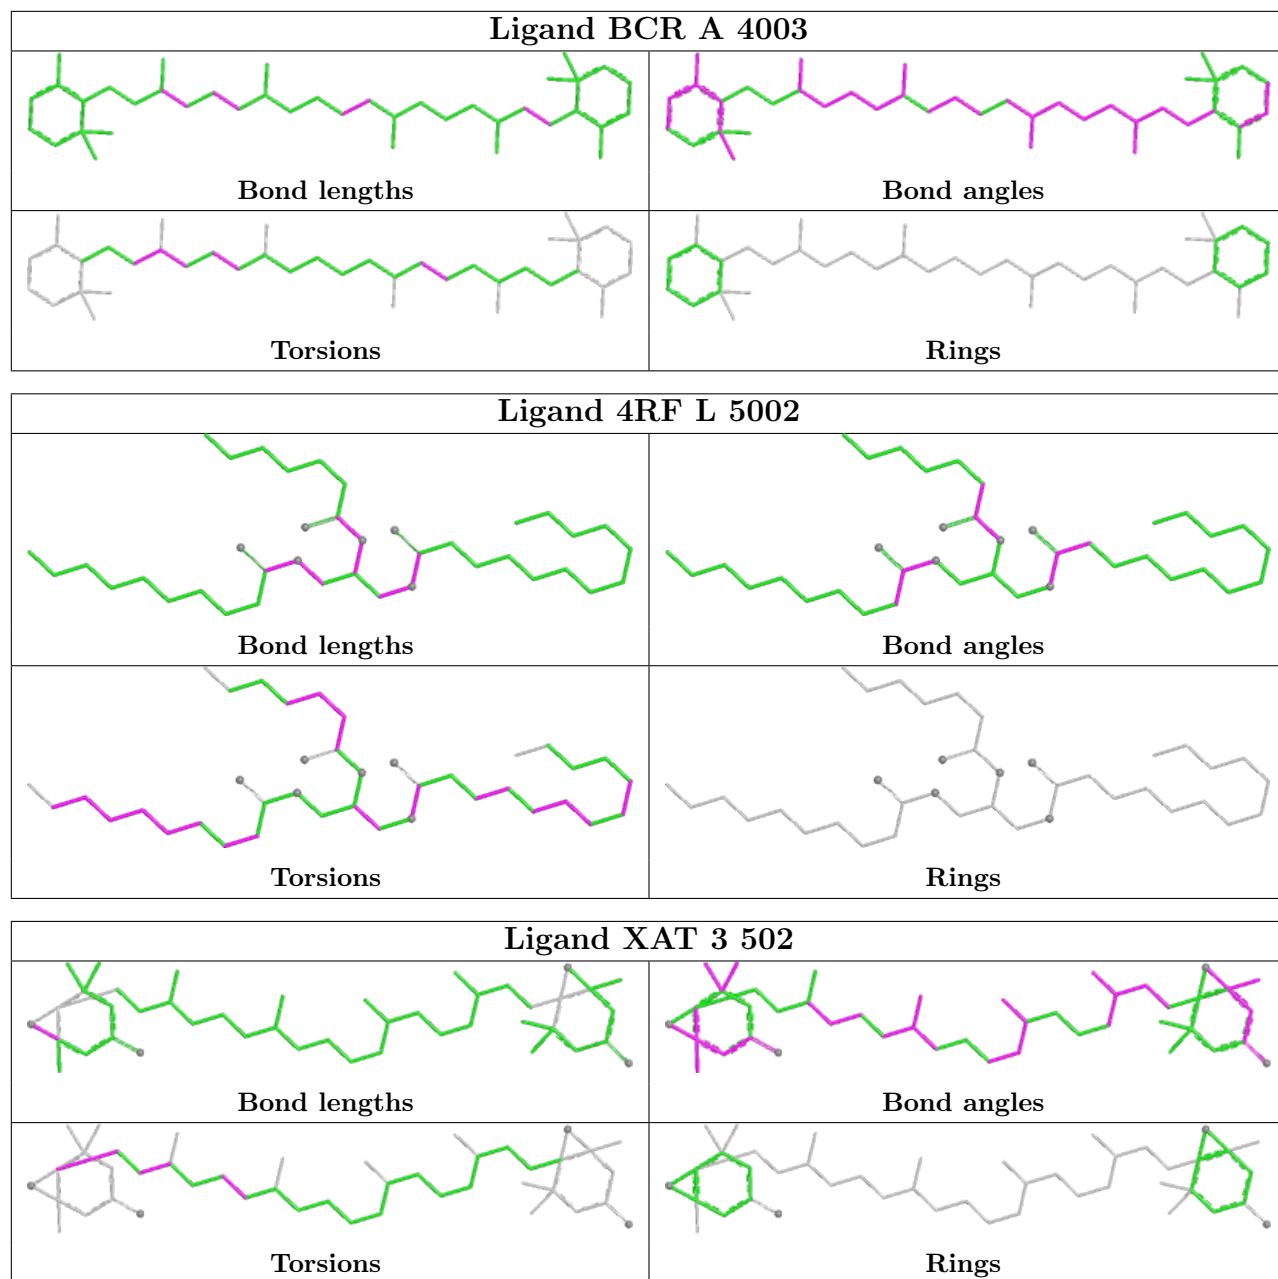 Ligand BCR A 4003
Bond lengths
Bond angles
Torsions
Rings
Ligand 4RF L 5002
Bond lengths
Bond angles
Torsions
Rings
Ligand XAT 3 502
Bond lengths
Bond angles
Torsions
Rings